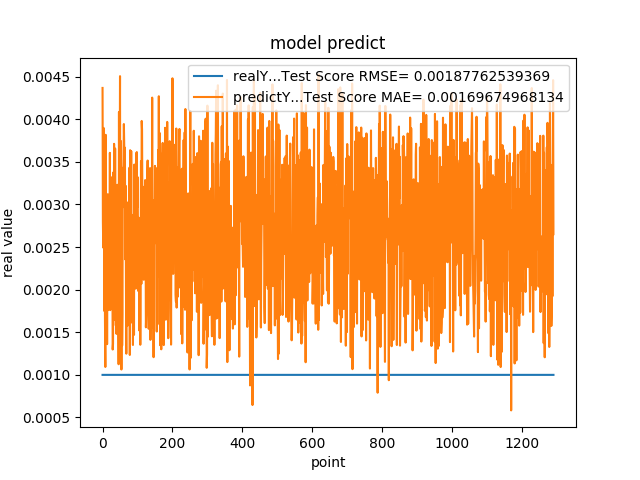 model predict
realY...Test Score RMSE= 0.00187762539369
predictY...Test Score MAE= 0.00169674968134
0.0045
0.0040
0.0035
0.0030
0.0025
0.0020
0.0015
0.0010
0.0005
real value
0 200 400 600 800 1000 1200
point